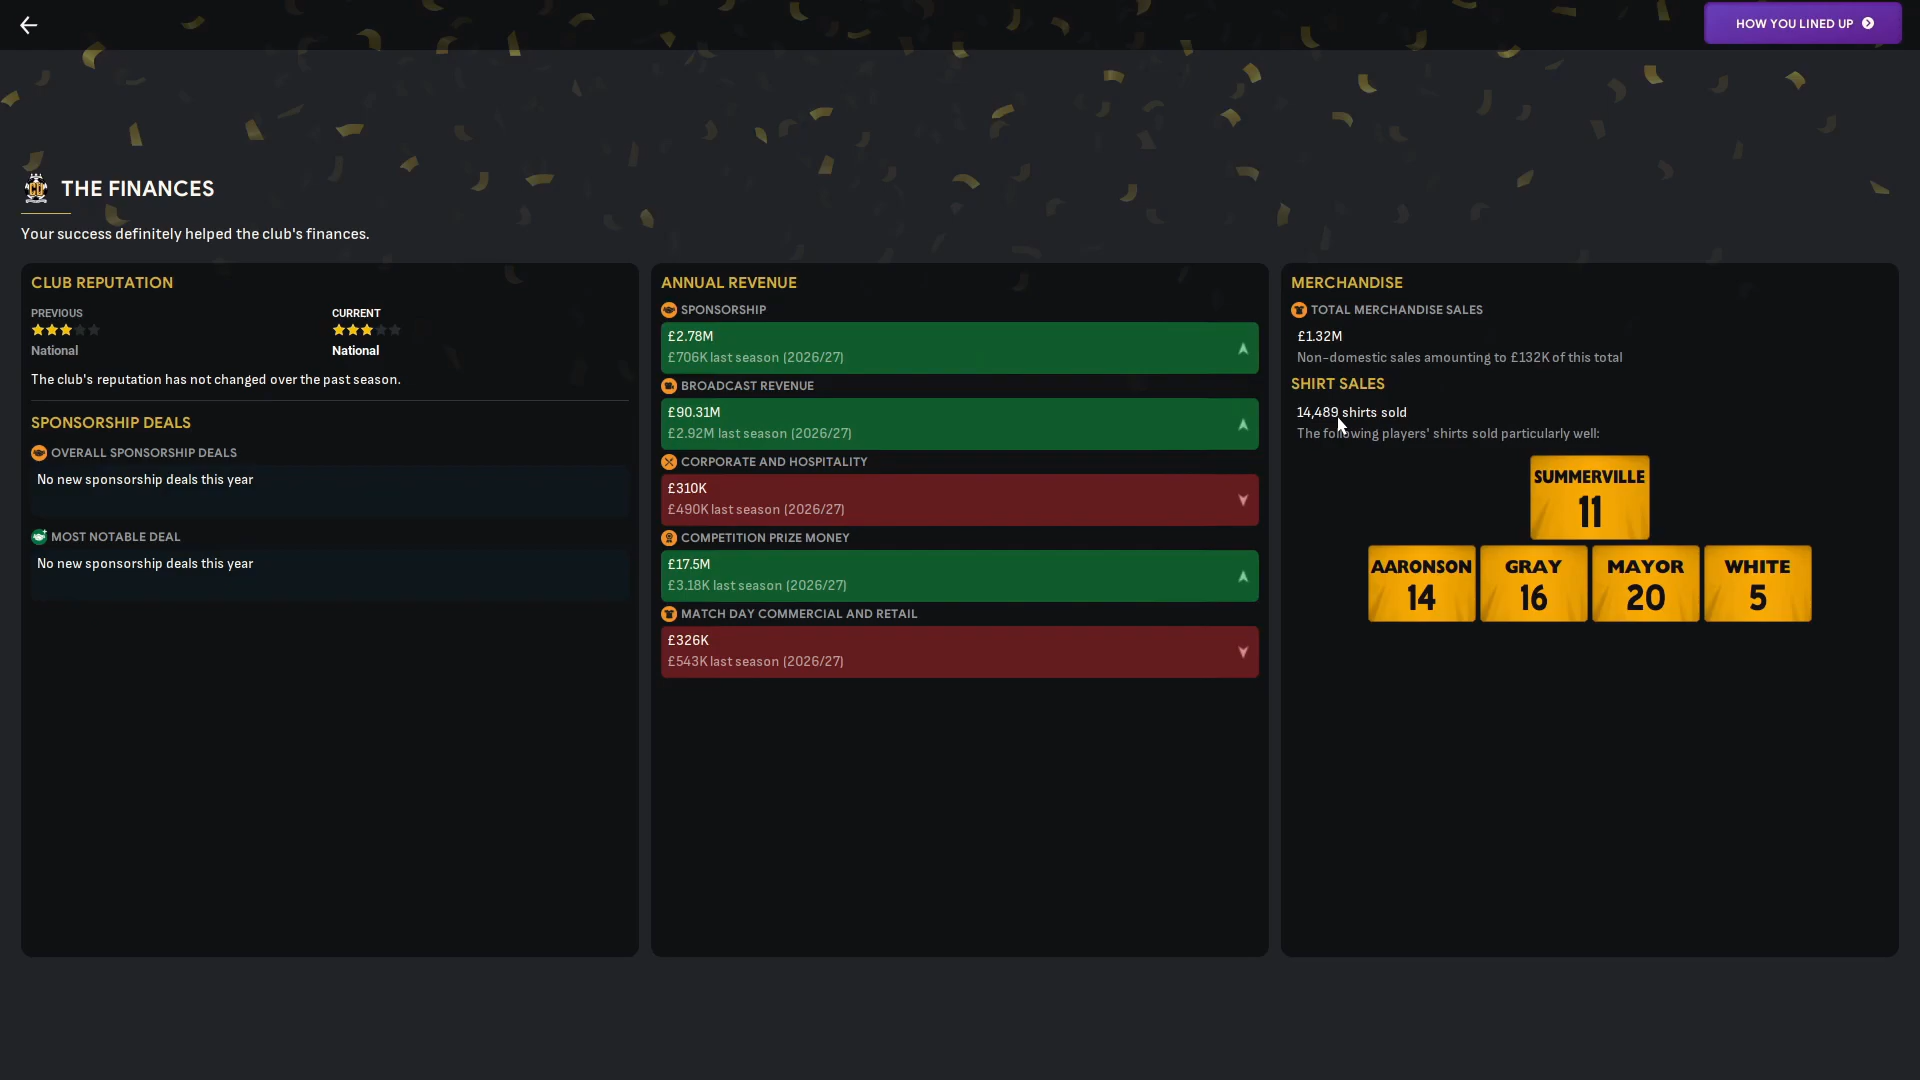 HOW YOU LINED UP
THE FINANCES
Your success definitely helped the club's finances.
CLUB REPUTATION
PREVIOUS
CURRENT
National
National
The club's reputation has not changed over the past season.
SPONSORSHIP DEALS
OVERALL SPONSORSHIP DEALS
No new sponsorship deals this year
MOST NOTABLE DEAL
No new sponsorship deals this year
ANNUAL REVENUE
SPONSORSHIP
£2.78M
£706K last season (2026/27)
BROADCAST REVENUE
£90.31M
£2.92M last season (2026/27)
CORPORATE AND HOSPITALITY
£310K
£490K last season (2026/27)
COMPETITION PRIZE MONEY
£17.5M
£3.18K last season (2026/27)
MATCH DAY COMMERCIAL AND RETAIL
£326K
£543K last season (2026/27)
MERCHANDISE
TOTAL MERCHANDISE SALES
£1.32M
Non-domestic sales amounting to £132K of this total
SHIRT SALES
14,489 shirts sold
The following players' shirts sold particularly well:
SUMMERVILLE
11
AARONSON
14
GRAY
16
MAYOR
20
WHITE
5